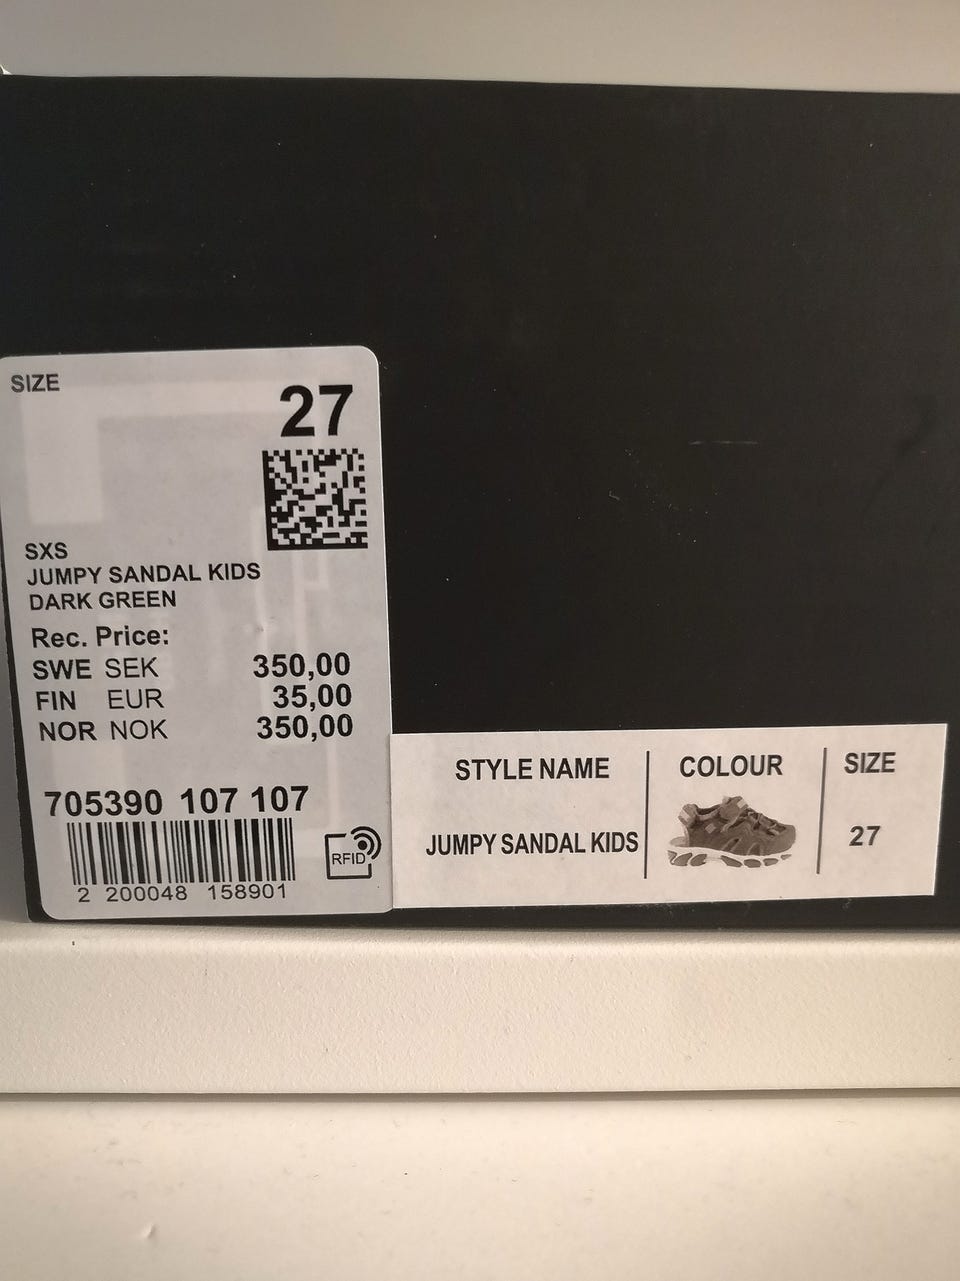 SIZE
27
SXS
JUMPY SANDAL KIDS
DARK GREEN
Rec. Price:
SWE SEK 350,00
FIN EUR 35,00
NOR NOK 350,00
705390 107 107
2 200048 158901
RFID
STYLE NAME COLOUR SIZE
JUMPY SANDAL KIDS 27